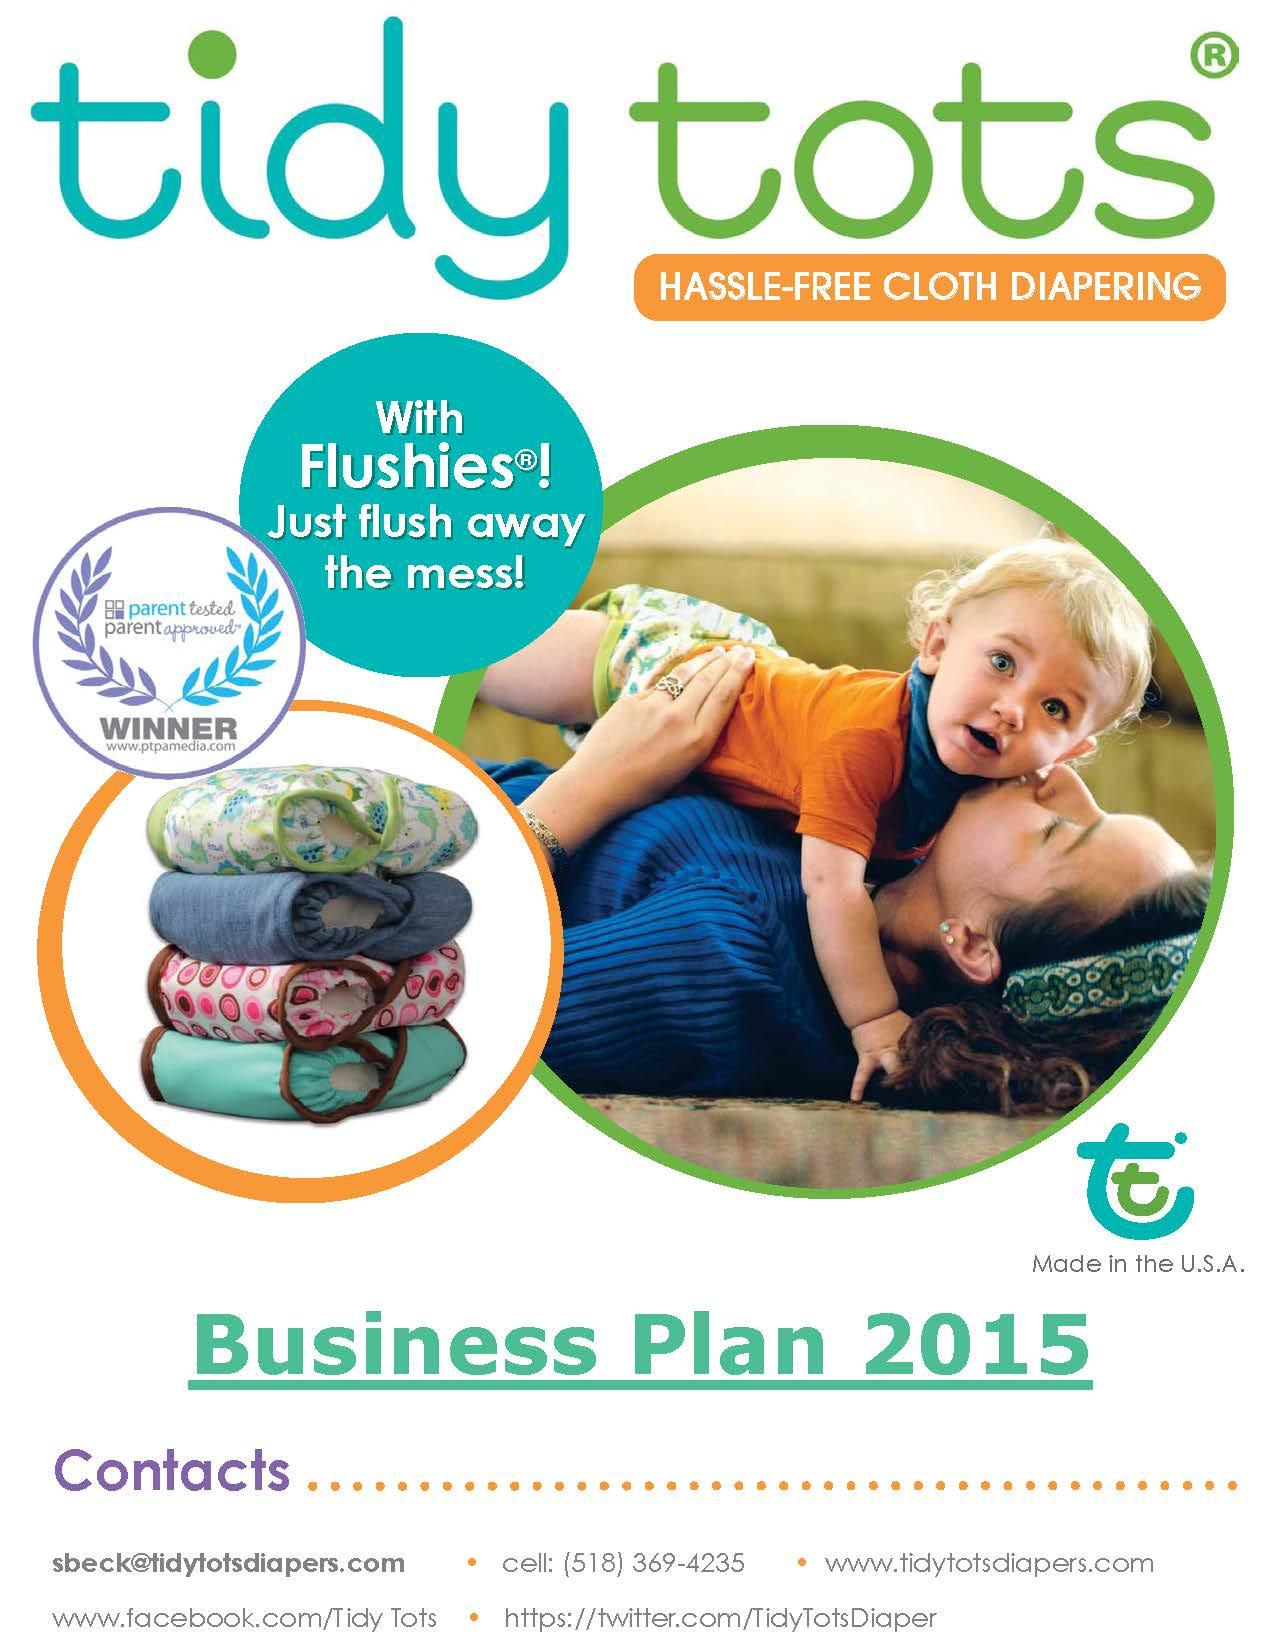 tidy tots®
HASSLE-FREE CLOTH DIAPERING
With
Flushies®!
Just flush away
the mess!
parent tested
parent approved™
WINNER
www.ptpamedia.com
tt
Made in the U.S.A.
Business Plan 2015
Contacts ..........................................
sbeck@tidytotsdiapers.com • cell: (518) 369-4235 • www.tidytotsdiapers.com
www.facebook.com/Tidy Tots • https://twitter.com/TidyTotsDiaper